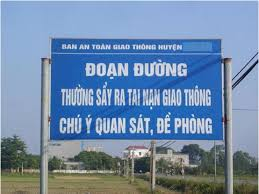 BAN AN TOÀN GIAO THÔNG HUYỆN
ĐOẠN ĐƯỜNG
THƯỜNG SẨY RA TAI NẠN GIAO THÔNG
CHÚ Ý QUAN SÁT, ĐỀ PHÒNG